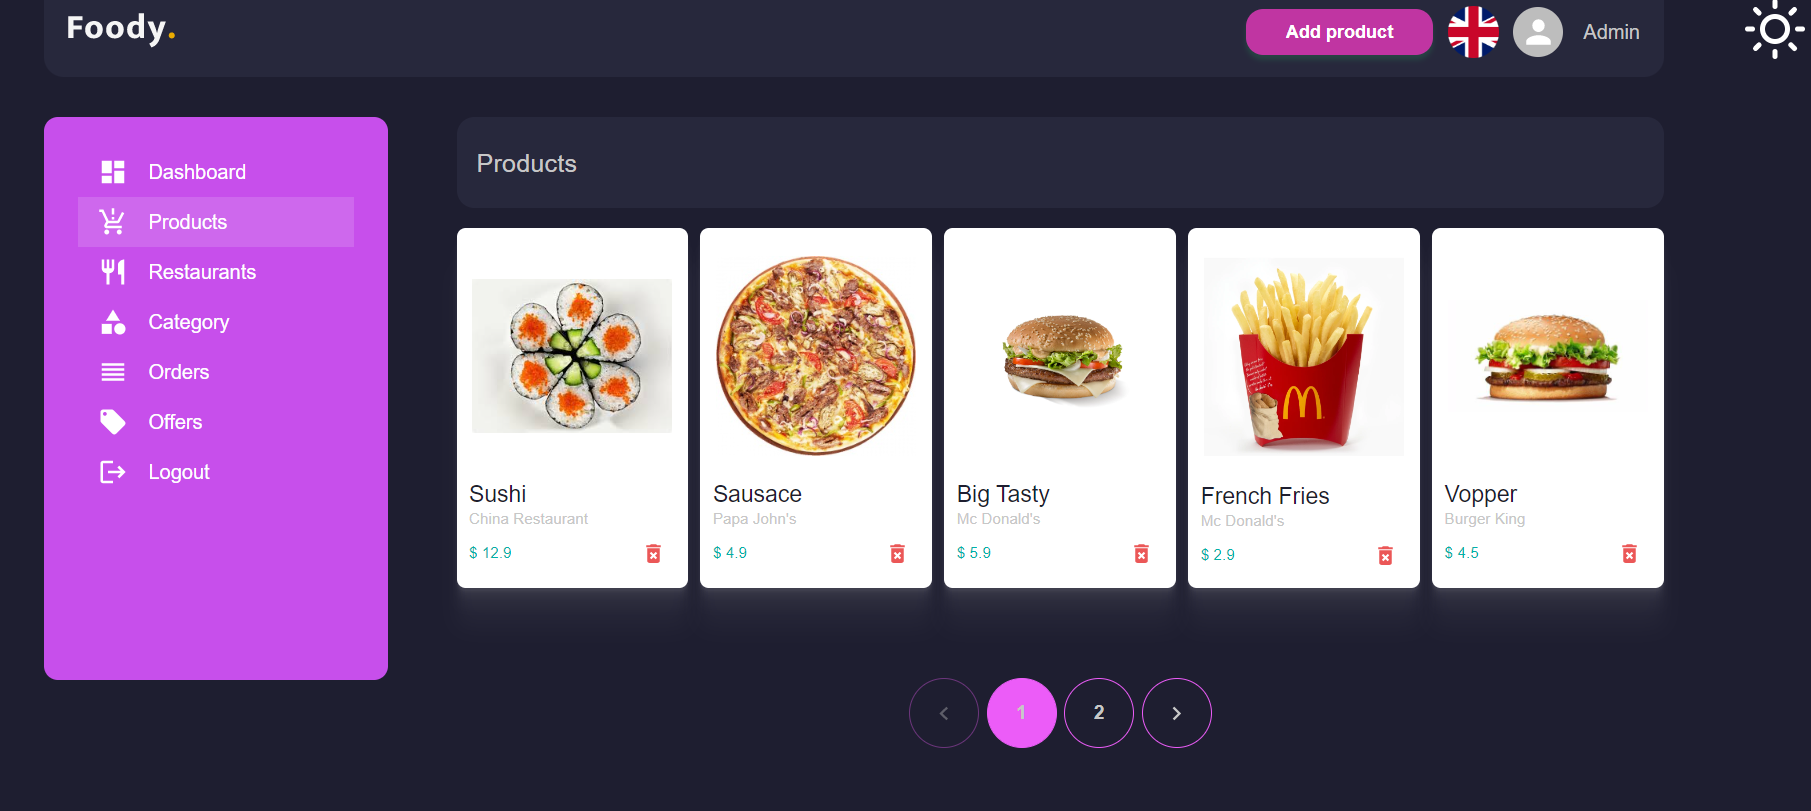 Foody.
Add product
Admin
Dashboard
Products
Restaurants
Category
Orders
Offers
Logout
Products
Sushi
China Restaurant
$ 12.9
Sausace
Papa John's
$ 4.9
Big Tasty
Mc Donald's
$ 5.9
French Fries
Mc Donald's
$ 2.9
Vopper
Burger King
$ 4.5
1
2